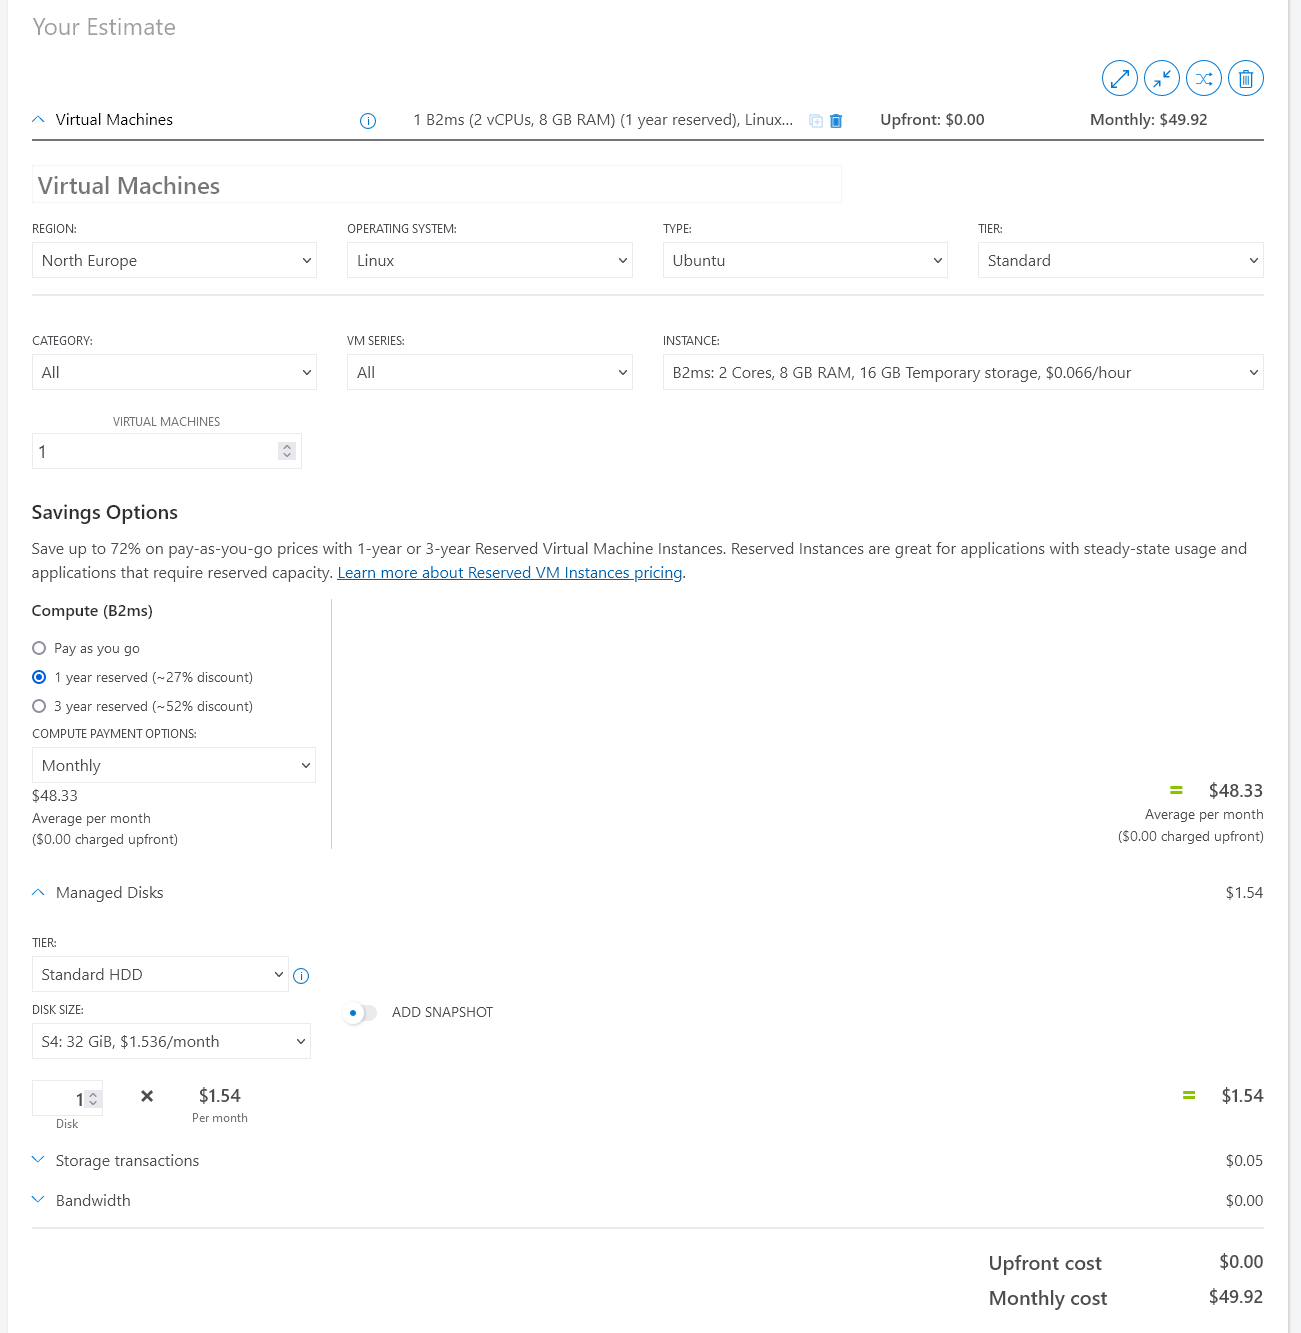 Your Estimate
Virtual Machines
1 B2ms (2 vCPUs, 8 GB RAM) (1 year reserved), Linux...
Upfront: $0.00
Monthly: $49.92
Virtual Machines
REGION:
OPERATING SYSTEM:
TYPE:
TIER:
North Europe
Linux
Ubuntu
Standard
CATEGORY:
VM SERIES:
INSTANCE:
All
All
B2ms: 2 Cores, 8 GB RAM, 16 GB Temporary storage, $0.066/hour
VIRTUAL MACHINES
1
Savings Options
Save up to 72% on pay-as-you-go prices with 1-year or 3-year Reserved Virtual Machine Instances. Reserved Instances are great for applications with steady-state usage and
applications that require reserved capacity. Learn more about Reserved VM Instances pricing.
Compute (B2ms)
Pay as you go
1 year reserved (~27% discount)
3 year reserved (~52% discount)
COMPUTE PAYMENT OPTIONS:
Monthly
$48.33
Average per month
($0.00 charged upfront)
= $48.33
Average per month
($0.00 charged upfront)
Managed Disks
$1.54
TIER:
Standard HDD
DISK SIZE:
S4: 32 GiB, $1.536/month
ADD SNAPSHOT
1
Disk
×
$1.54
Per month
= $1.54
Storage transactions
$0.05
Bandwidth
$0.00
Upfront cost
$0.00
Monthly cost
$49.92